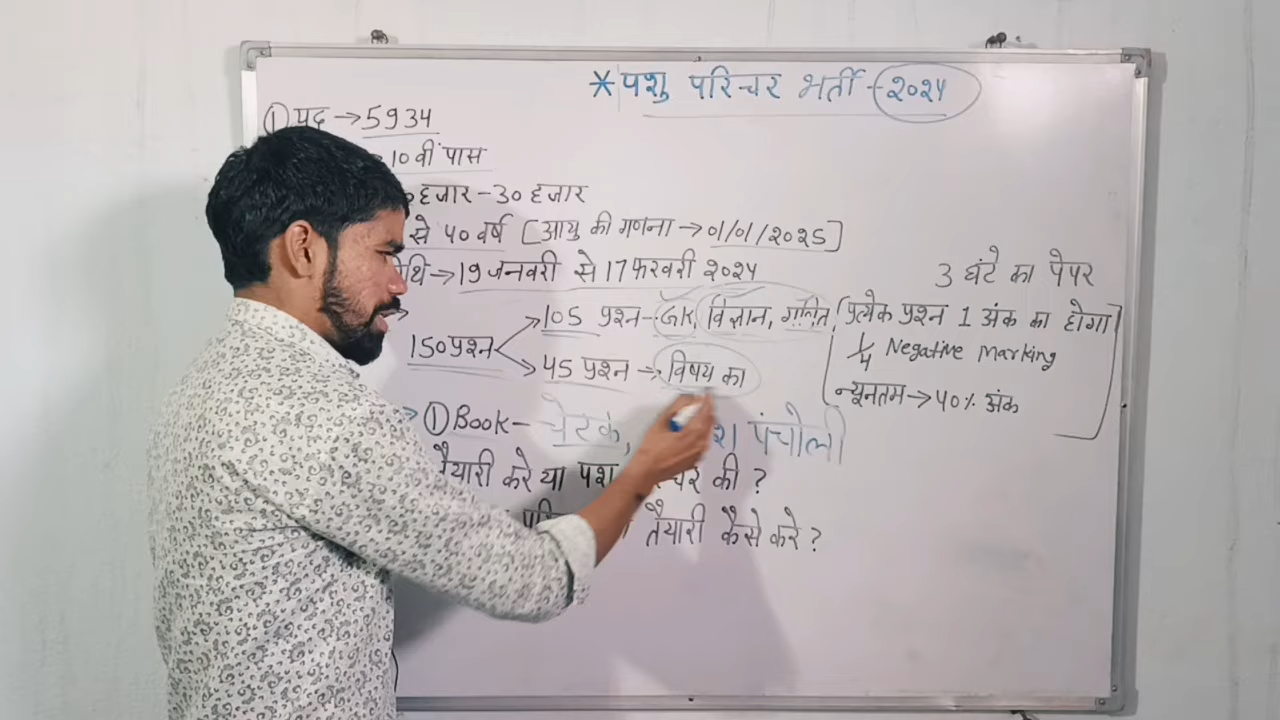 * पशु परिचर भर्ती - २०२४
① पद → 5934
10 वीं पास
हजार - 30 हजार
से 40 वर्ष [आयु की गणना → 01/01/2025]
→ 19 जनवरी से 17 फरवरी 2024
3 घंटे का पेपर
150 प्रश्न
105 प्रश्न - GK, विज्ञान, गणित
45 प्रश्न → विषय का
प्रत्येक प्रश्न 1 अंक का होगा
1/4 Negative Marking
न्यूनतम → 40% अंक
① Book - चेरके, पंचोली
तैयारी करे या पशु की ?
तैयारी कैसे करे ?